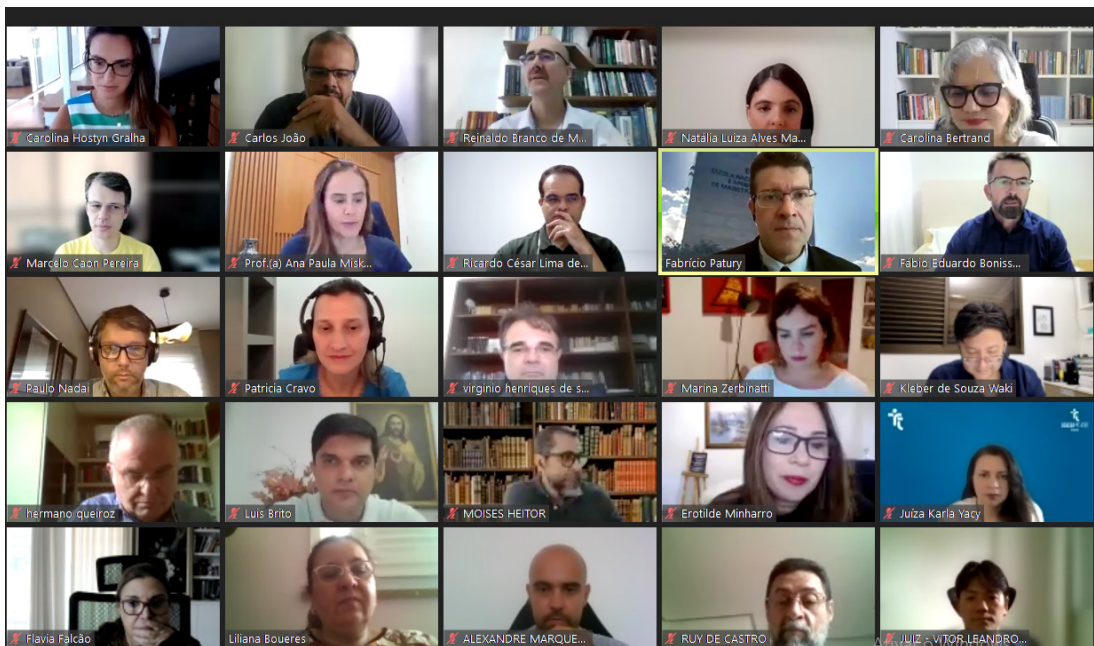 Carolina Hostyn Gralha
Carlos João
Reinaldo Branco de M...
Natália Luiza Alves Ma...
Carolina Bertrand
Marcelo Caon Pereira
Prof.(a) Ana Paula Misk...
Ricardo César Lima de...
Fabrício Patury
Fábio Eduardo Boniss...
Paulo Nadai
Patricia Cravo
virginio henriques de s...
Marina Zerbinatti
Kleber de Souza Waki
hermano queiroz
Luis Brito
MOISES HEITOR
Erotilde Minharro
Juíza Karla Yacy
Flavia Falcão
Liliana Boueres
ALEXANDRE MARQUE...
RUY DE CASTRO
JUIZ - VITOR LEANDRO...